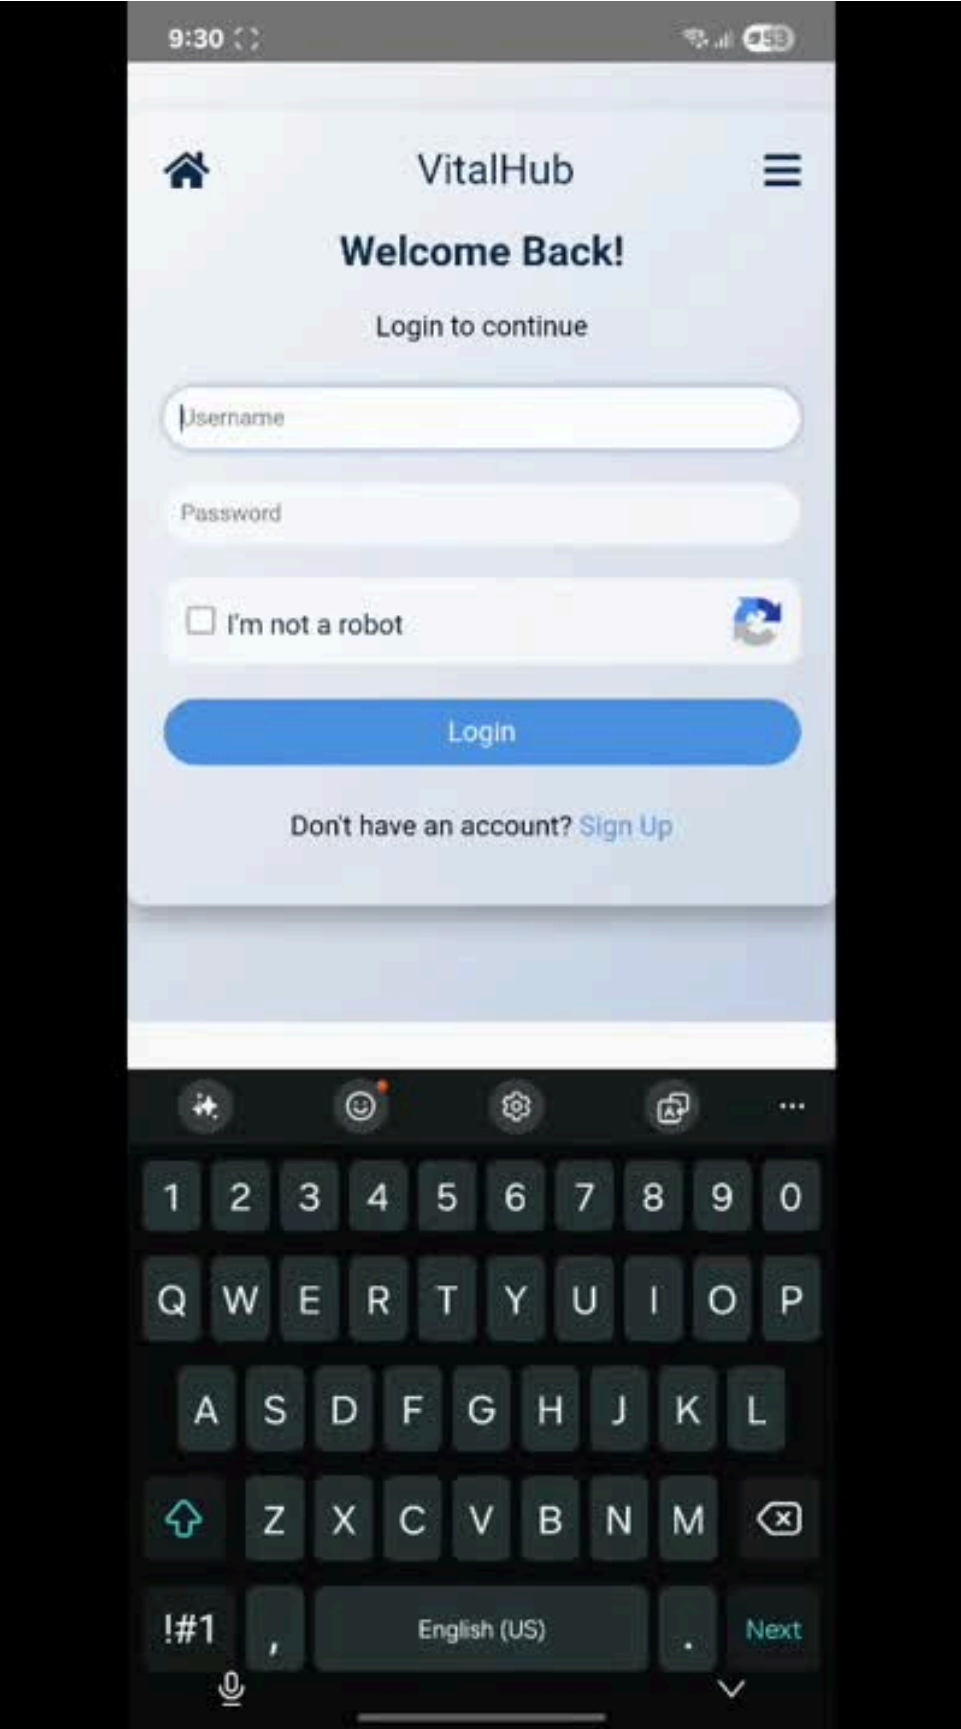 9:30
VitalHub
Welcome Back!
Login to continue
Username
Password
I'm not a robot
Login
Don't have an account? Sign Up
1 2 3 4 5 6 7 8 9 0
Q W E R T Y U I O P
A S D F G H J K L
Z X C V B N M
!#1 , English (US) . Next